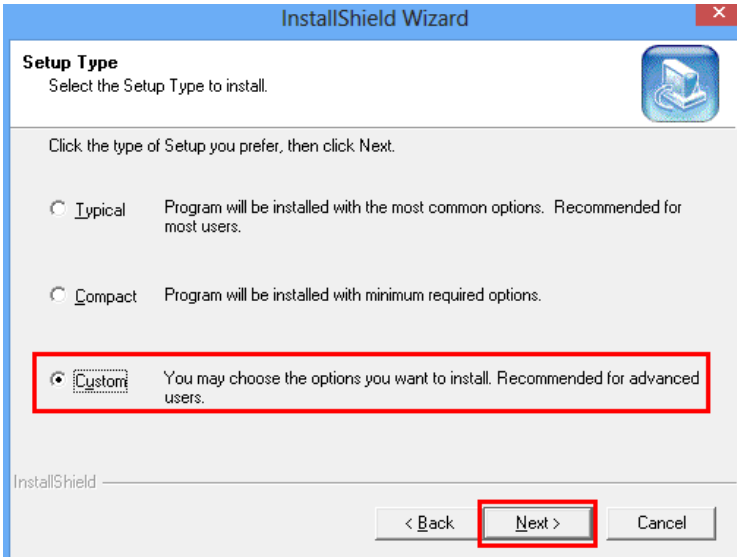 InstallShield Wizard
Setup Type
Select the Setup Type to install.
Click the type of Setup you prefer, then click Next.
Typical Program will be installed with the most common options. Recommended for
most users.
Compact Program will be installed with minimum required options.
Custom You may choose the options you want to install. Recommended for advanced
users.
InstallShield
< Back Next > Cancel